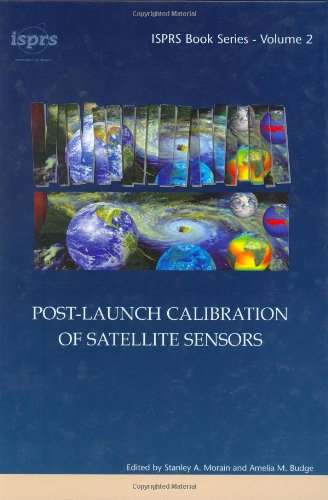 isprs
ISPRS Book Series - Volume 2
POST-LAUNCH CALIBRATION
OF SATELLITE SENSORS
Edited by Stanley A. Morain and Amelia M. Budge